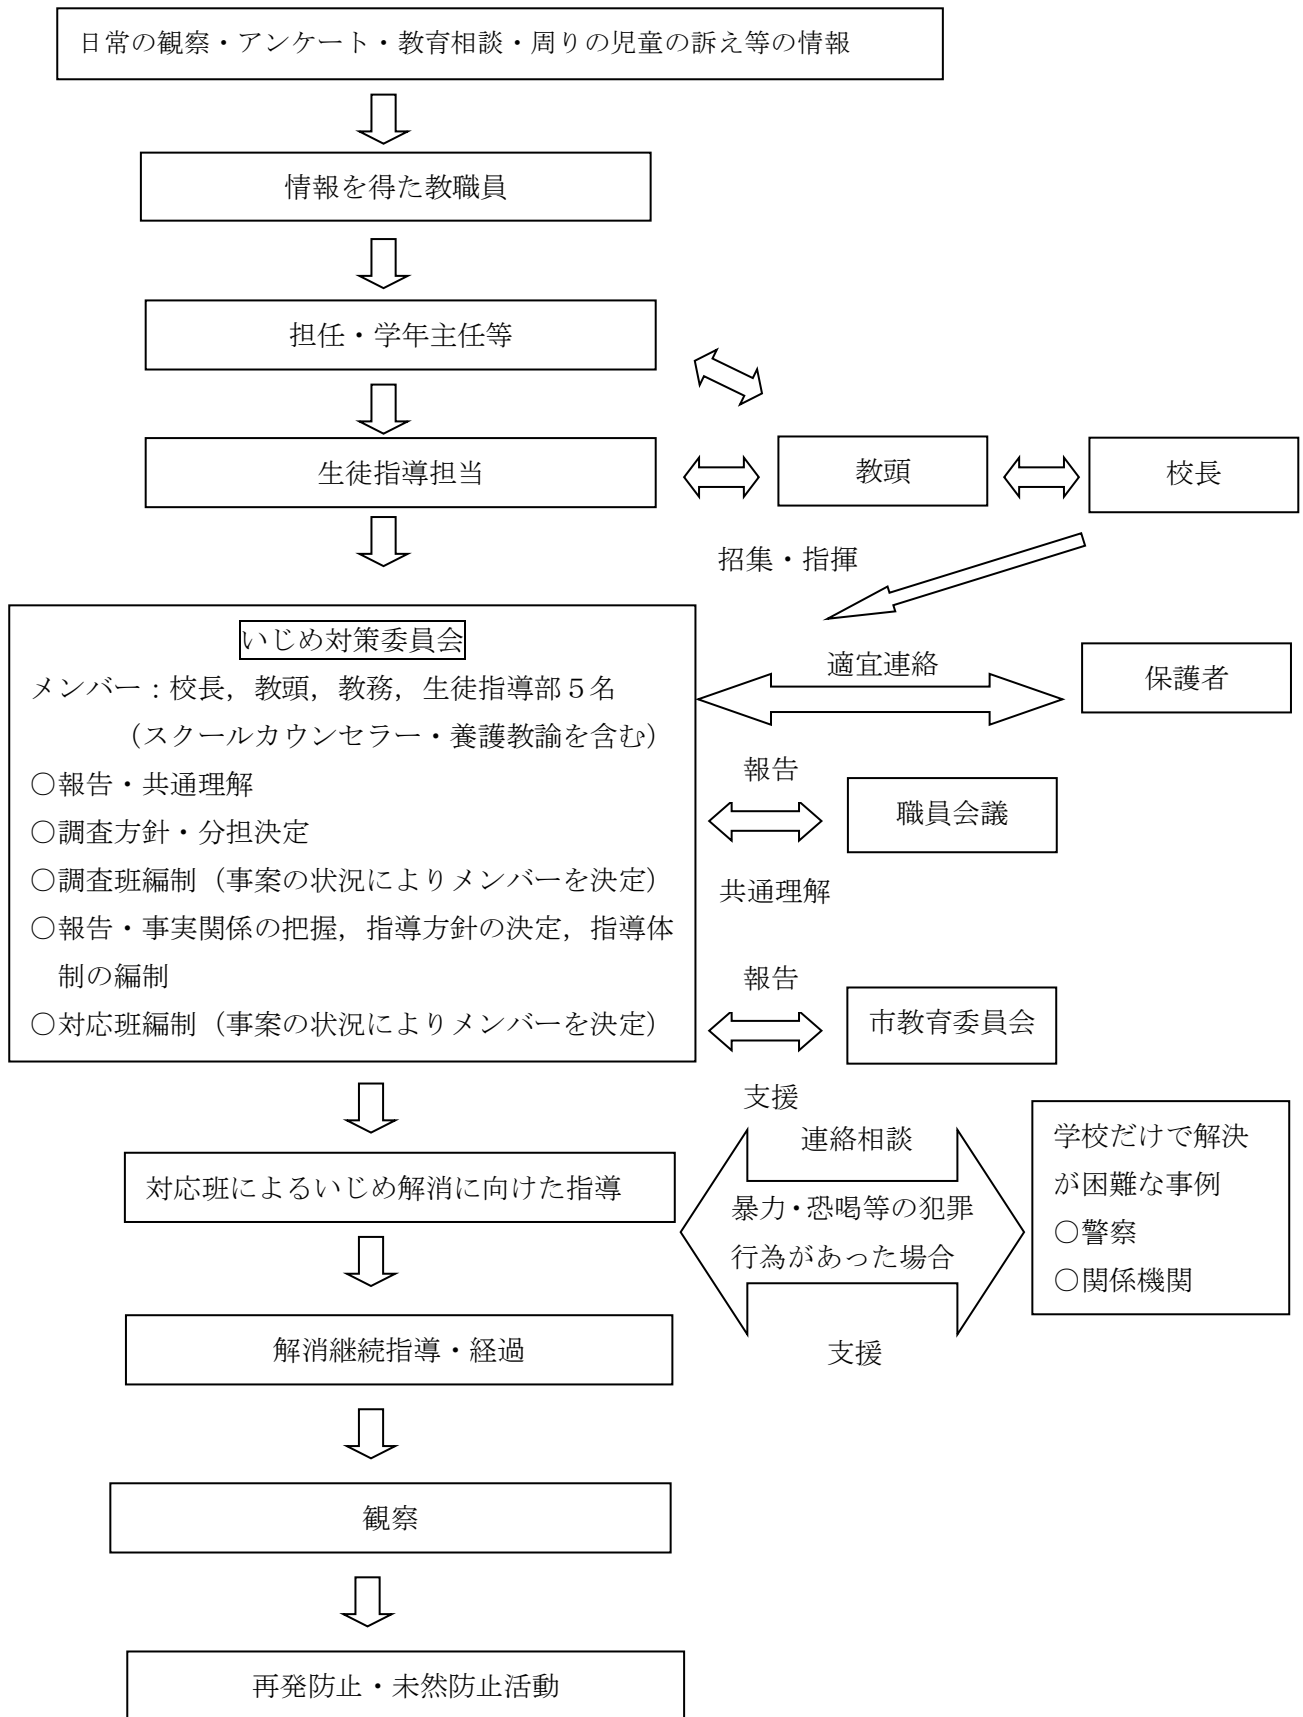 日常の観察・アンケート・教育相談・周りの児童の訴え等の情報
情報を得た教職員
担任・学年主任等
生徒指導担当
教頭
校長
招集・指揮
いじめ対策委員会
メンバー：校長，教頭，教務，生徒指導部５名
（スクールカウンセラー・養護教諭を含む）
○報告・共通理解
○調査方針・分担決定
○調査班編制（事案の状況によりメンバーを決定）
○報告・事実関係の把握，指導方針の決定，指導体
制の編制
○対応班編制（事案の状況によりメンバーを決定）
適宜連絡
保護者
報告
職員会議
共通理解
報告
市教育委員会
支援
連絡相談
暴力・恐喝等の犯罪
行為があった場合
支援
学校だけで解決
が困難な事例
○警察
○関係機関
対応班によるいじめ解消に向けた指導
解消継続指導・経過
観察
再発防止・未然防止活動